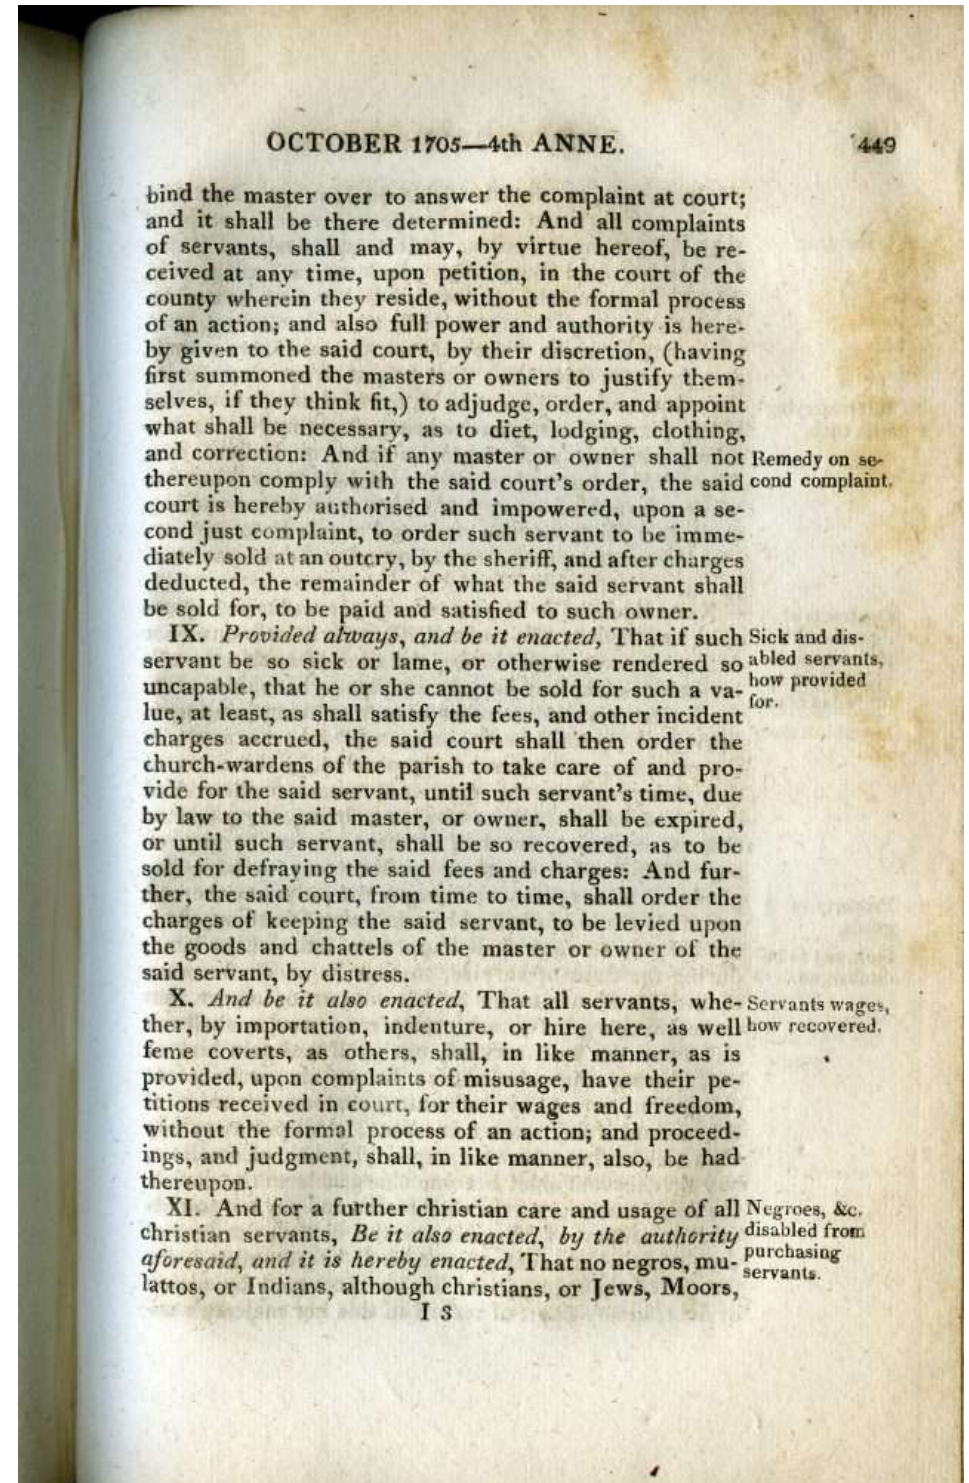 OCTOBER 1705—4th ANNE. 449
bind the master over to answer the complaint at court;
and it shall be there determined: And all complaints
of servants, shall and may, by virtue hereof, be re-
ceived at any time, upon petition, in the court of the
county wherein they reside, without the formal process
of an action; and also full power and authority is here-
by given to the said court, by their discretion, (having
first summoned the masters or owners to justify them-
selves, if they think fit,) to adjudge, order, and appoint
what shall be necessary, as to diet, lodging, clothing,
and correction: And if any master or owner shall not
thereupon comply with the said court's order, the said
court is hereby authorised and impowered, upon a se-
cond just complaint, to order such servant to be imme-
diately sold at an outcry, by the sheriff, and after charges
deducted, the remainder of what the said servant shall
be sold for, to be paid and satisfied to such owner.
Remedy on se-
cond complaint.
IX. Provided always, and be it enacted, That if such
servant be so sick or lame, or otherwise rendered so
uncapable, that he or she cannot be sold for such a va-
lue, at least, as shall satisfy the fees, and other incident
charges accrued, the said court shall then order the
church-wardens of the parish to take care of and pro-
vide for the said servant, until such servant's time, due
by law to the said master, or owner, shall be expired,
or until such servant, shall be so recovered, as to be
sold for defraying the said fees and charges: And fur-
ther, the said court, from time to time, shall order the
charges of keeping the said servant, to be levied upon
the goods and chattels of the master or owner of the
said servant, by distress.
Sick and dis-
abled servants,
how provided
for.
X. And be it also enacted, That all servants, whe-
ther, by importation, indenture, or hire here, as well
feme coverts, as others, shall, in like manner, as is
provided, upon complaints of misusage, have their pe-
titions received in court, for their wages and freedom,
without the formal process of an action; and proceed-
ings, and judgment, shall, in like manner, also, be had
thereupon.
Servants wages,
how recovered.
XI. And for a further christian care and usage of all
christian servants, Be it also enacted, by the authority
aforesaid, and it is hereby enacted, That no negros, mu-
lattos, or Indians, although christians, or Jews, Moors,
Negroes, &c.
disabled from
purchasing
servants.
I 3